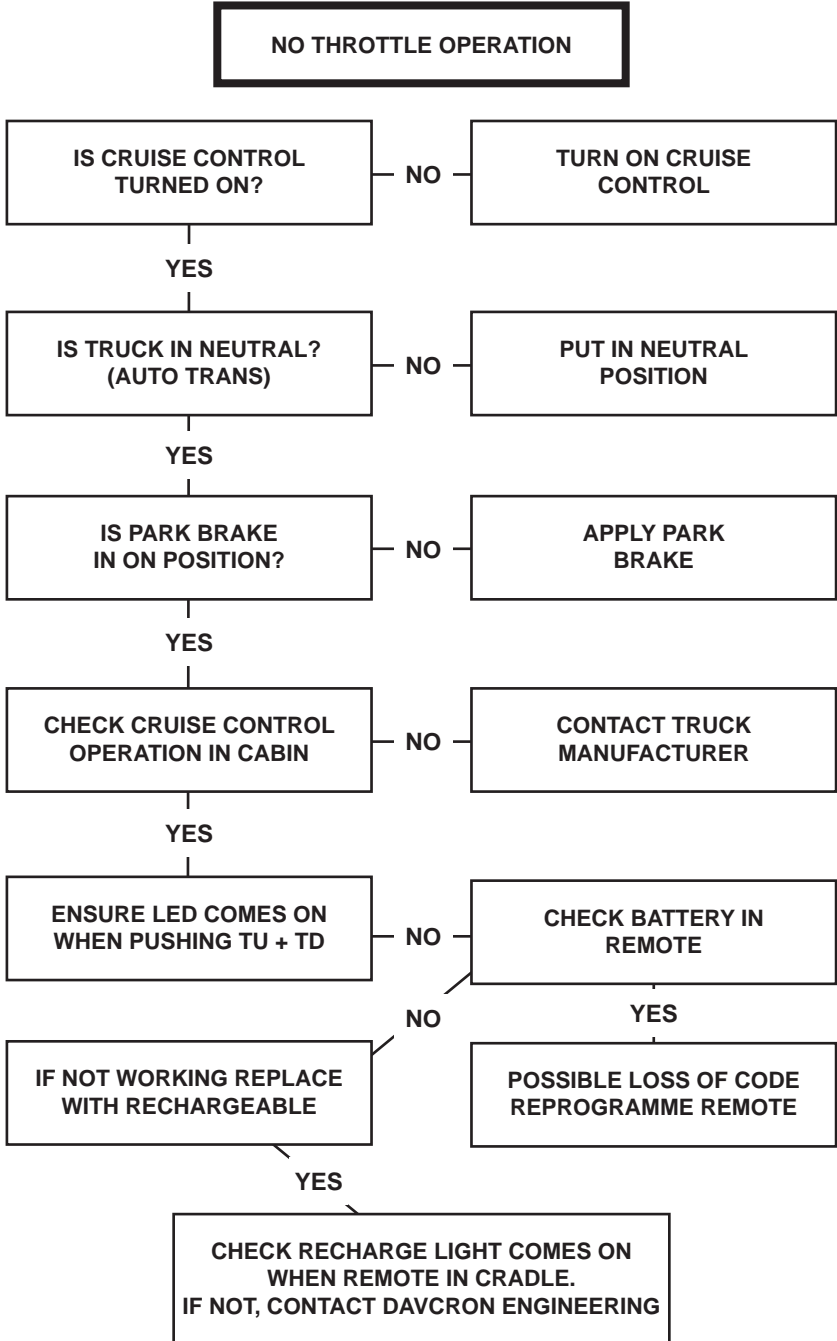 NO THROTTLE OPERATION
IS CRUISE CONTROL
TURNED ON?
NO
TURN ON CRUISE
CONTROL
YES
IS TRUCK IN NEUTRAL?
(AUTO TRANS)
NO
PUT IN NEUTRAL
POSITION
YES
IS PARK BRAKE
IN ON POSITION?
NO
APPLY PARK
BRAKE
YES
CHECK CRUISE CONTROL
OPERATION IN CABIN
NO
CONTACT TRUCK
MANUFACTURER
YES
ENSURE LED COMES ON
WHEN PUSHING TU + TD
NO
CHECK BATTERY IN
REMOTE
NO
YES
IF NOT WORKING REPLACE
WITH RECHARGEABLE
POSSIBLE LOSS OF CODE
REPROGRAMME REMOTE
YES
CHECK RECHARGE LIGHT COMES ON
WHEN REMOTE IN CRADLE.
IF NOT, CONTACT DAVCRON ENGINEERING